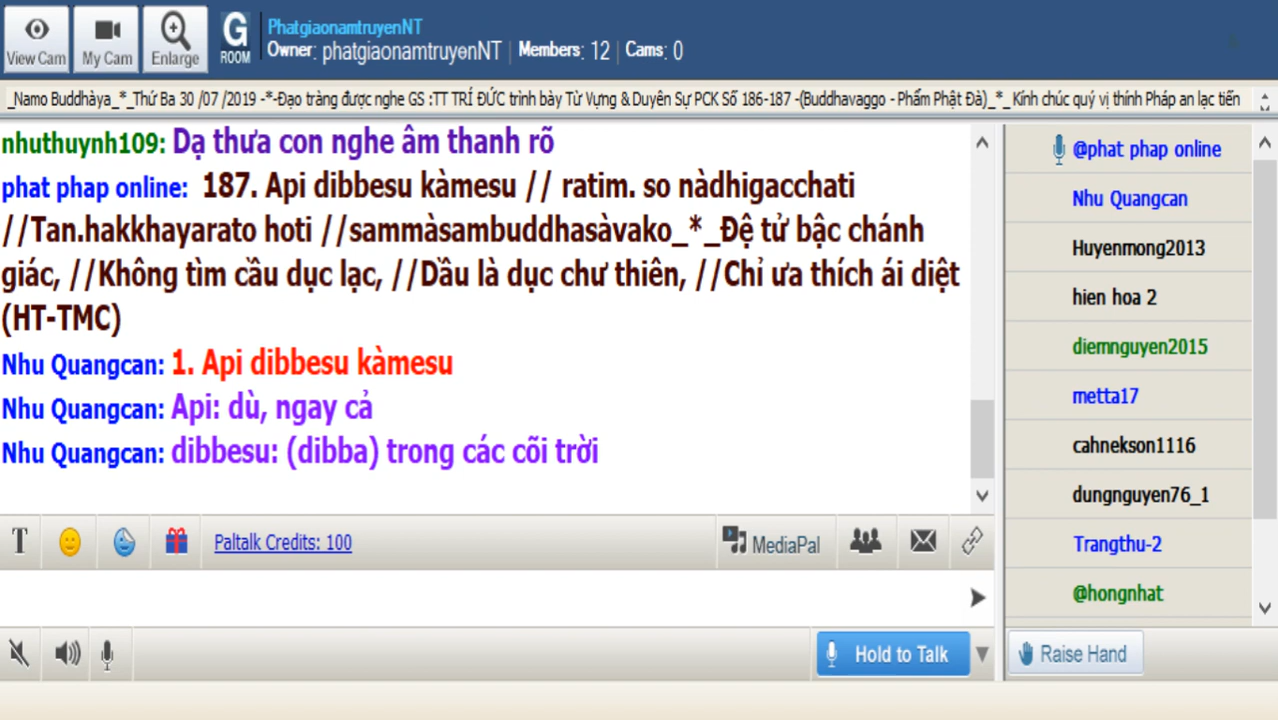 View Cam
My Cam
Enlarge
G
ROOM
PhatgiaonamtruyenNT
Owner: phatgiaonamtruyenNT | Members: 12 | Cams: 0
_Namo Buddhàya_*_Thứ Ba 30 /07 /2019 -*-Đạo tràng được nghe GS :TT TRÍ ĐỨC trình bày Từ Vựng & Duyên Sự PCK Số 186-187 -(Buddhavaggo - Phẩm Phật Đà)_*_ Kính chúc quý vị thính Pháp an lạc tiến
nhuthuynh109: Dạ thưa con nghe âm thanh rõ
phat phap online: 187. Api dibbesu kàmesu // ratim. so nàdhigacchati
//Tan.hakkhayarato hoti //sammàsambuddhasàvako_*_Đệ tử bậc chánh
giác, //Không tìm cầu dục lạc, //Dầu là dục chư thiên, //Chỉ ưa thích ái diệt
(HT-TMC)
Nhu Quangcan: 1. Api dibbesu kàmesu
Nhu Quangcan: Api: dù, ngay cả
Nhu Quangcan: dibbesu: (dibba) trong các cõi trời
@phat phap online
Nhu Quangcan
Huyenmong2013
hien hoa 2
diemnguyen2015
metta17
cahnekson1116
dungnguyen76_1
Trangthu-2
@hongnhat
T
Paltalk Credits: 100
MediaPal
Hold to Talk
Raise Hand